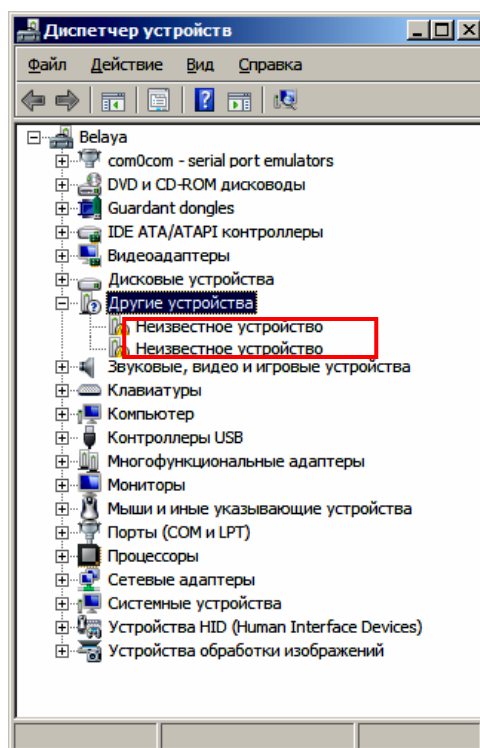 Диспетчер устройств
Файл Действие Вид Справка
Belaya
com0com - serial port emulators
DVD и CD-ROM дисководы
Guardant dongles
IDE ATA/ATAPI контроллеры
Видеоадаптеры
Дисковые устройства
Другие устройства
Неизвестное устройство
Неизвестное устройство
Звуковые, видео и игровые устройства
Клавиатуры
Компьютер
Контроллеры USB
Многофункциональные адаптеры
Мониторы
Мыши и иные указывающие устройства
Порты (COM и LPT)
Процессоры
Сетевые адаптеры
Системные устройства
Устройства HID (Human Interface Devices)
Устройства обработки изображений